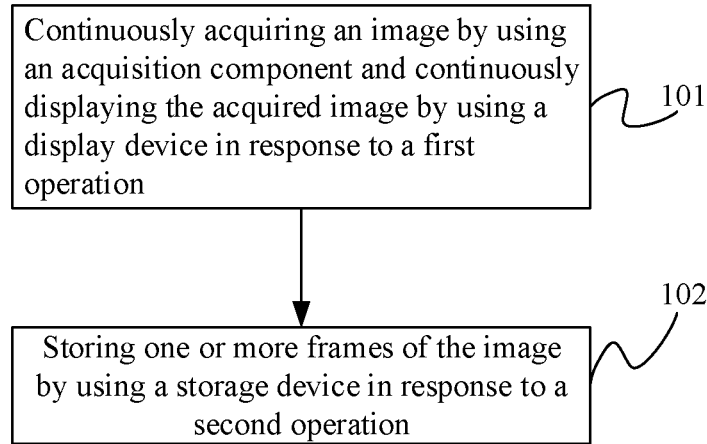 Continuously acquiring an image by using
an acquisition component and continuously
displaying the acquired image by using a
display device in response to a first
operation
101
102
Storing one or more frames of the image
by using a storage device in response to a
second operation